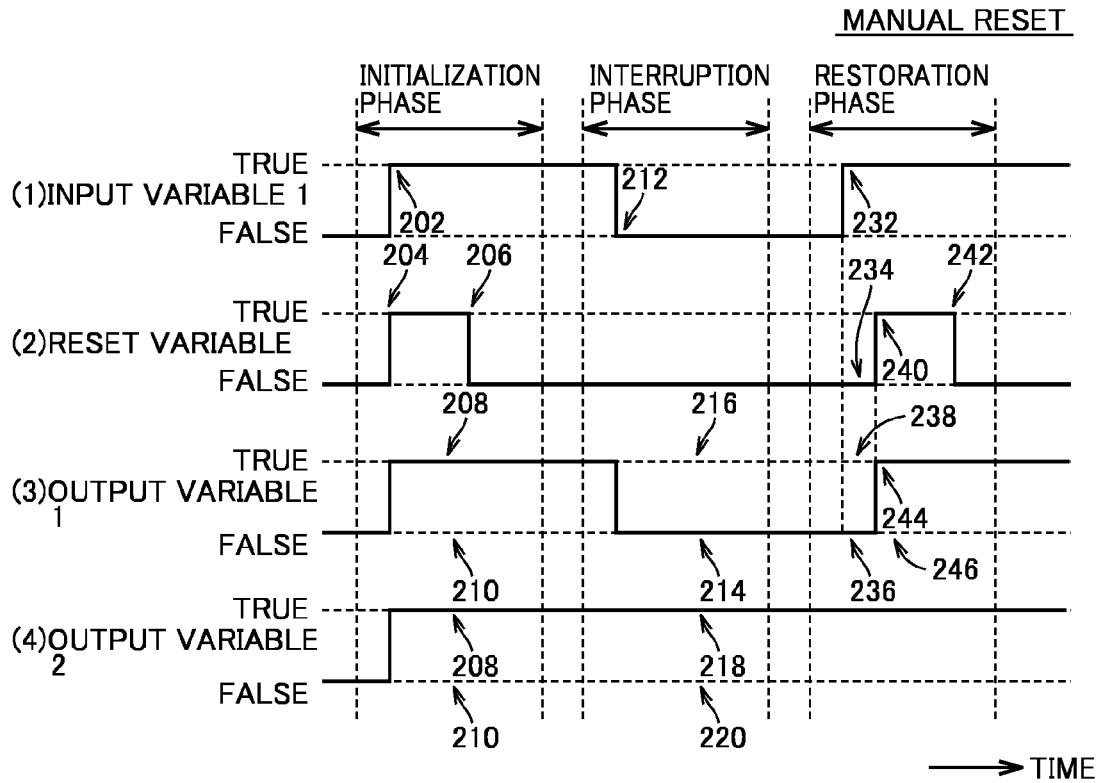 MANUAL RESET
INITIALIZATION PHASE
INTERRUPTION PHASE
RESTORATION PHASE
TRUE
(1)INPUT VARIABLE 1
FALSE
202
212
232
204
206
234
242
TRUE
(2)RESET VARIABLE
FALSE
240
208
216
238
TRUE
(3)OUTPUT VARIABLE
1
FALSE
244
210
214
236
246
TRUE
(4)OUTPUT VARIABLE
2
FALSE
208
218
210
220
TIME